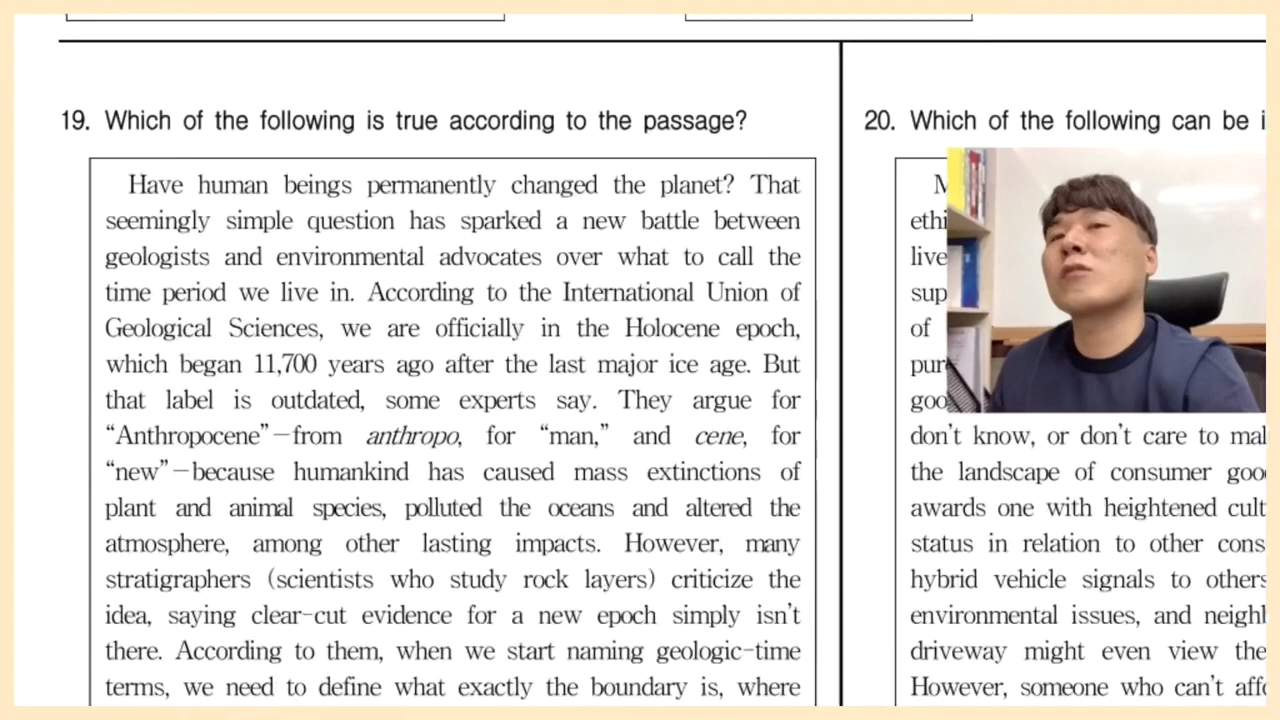 19. Which of the following is true according to the passage?
Have human beings permanently changed the planet? That
seemingly simple question has sparked a new battle between
geologists and environmental advocates over what to call the
time period we live in. According to the International Union of
Geological Sciences, we are officially in the Holocene epoch,
which began 11,700 years ago after the last major ice age. But
that label is outdated, some experts say. They argue for
“Anthropocene”—from anthropo, for “man,” and cene, for
“new”—because humankind has caused mass extinctions of
plant and animal species, polluted the oceans and altered the
atmosphere, among other lasting impacts. However, many
stratigraphers (scientists who study rock layers) criticize the
idea, saying clear-cut evidence for a new epoch simply isn’t
there. According to them, when we start naming geologic-time
terms, we need to define what exactly the boundary is, where
20. Which of the following can be i
M
ethi
live
sup
of
pur
goo
don’t know, or don’t care to mal
the landscape of consumer goo
awards one with heightened cult
status in relation to other cons
hybrid vehicle signals to others
environmental issues, and neighb
driveway might even view the
However, someone who can’t affo